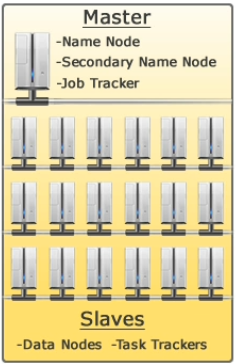 Master
-Name Node
-Secondary Name Node
-Job Tracker
Slaves
-Data Nodes -Task Trackers